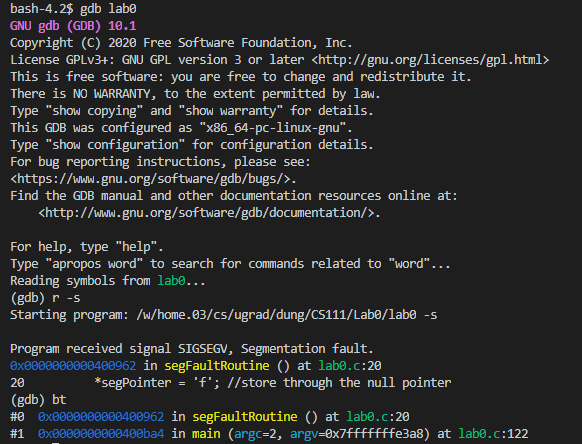 bash-4.2$ gdb lab0
GNU gdb (GDB) 10.1
Copyright (C) 2020 Free Software Foundation, Inc.
License GPLv3+: GNU GPL version 3 or later <http://gnu.org/licenses/gpl.html>
This is free software: you are free to change and redistribute it.
There is NO WARRANTY, to the extent permitted by law.
Type "show copying" and "show warranty" for details.
This GDB was configured as "x86_64-pc-linux-gnu".
Type "show configuration" for configuration details.
For bug reporting instructions, please see:
<https://www.gnu.org/software/gdb/bugs/>.
Find the GDB manual and other documentation resources online at:
    <http://www.gnu.org/software/gdb/documentation/>.

For help, type "help".
Type "apropos word" to search for commands related to "word"...
Reading symbols from lab0...
(gdb) r -s
Starting program: /w/home.03/cs/ugrad/dung/CS111/Lab0/lab0 -s

Program received signal SIGSEGV, Segmentation fault.
0x0000000000400962 in segFaultRoutine () at lab0.c:20
20          *segPointer = 'f'; //store through the null pointer
(gdb) bt
#0  0x0000000000400962 in segFaultRoutine () at lab0.c:20
#1  0x0000000000400ba4 in main (argc=2, argv=0x7fffffffe3a8) at lab0.c:122